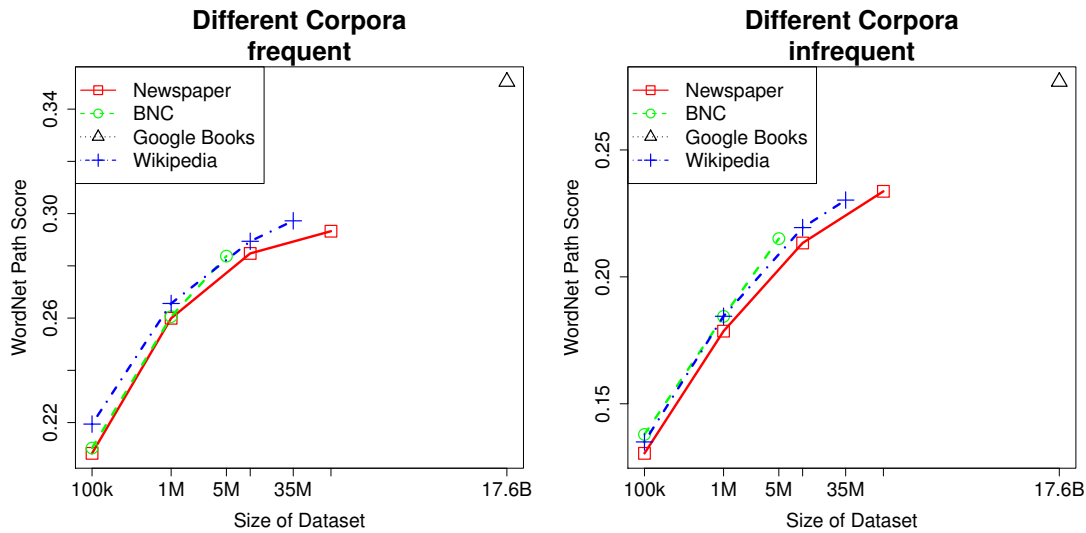 Different Corpora
frequent
Newspaper
BNC
Google Books
Wikipedia
WordNet Path Score
0.34
0.30
0.26
0.22
100k 1M 5M 35M 17.6B
Size of Dataset
Different Corpora
infrequent
Newspaper
BNC
Google Books
Wikipedia
WordNet Path Score
0.25
0.20
0.15
100k 1M 5M 35M 17.6B
Size of Dataset